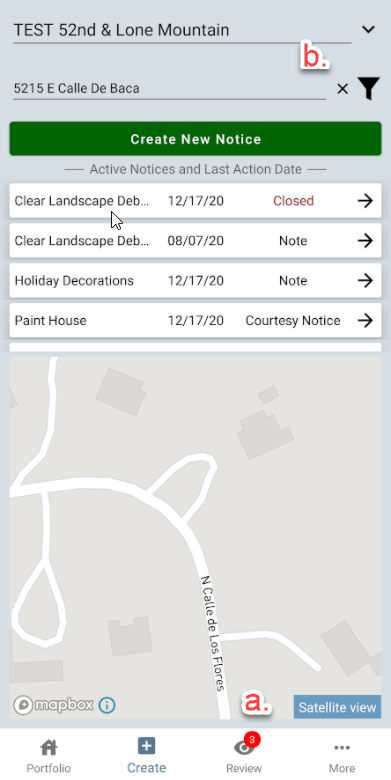 TEST 52nd & Lone Mountain
b.
5215 E Calle De Baca
Create New Notice
Active Notices and Last Action Date
Clear Landscape Deb... 12/17/20 Closed
Clear Landscape Deb... 08/07/20 Note
Holiday Decorations 12/17/20 Note
Paint House 12/17/20 Courtesy Notice
N Calle de Los Flores
a.
mapbox
Satellite view
3
Portfolio Create Review More